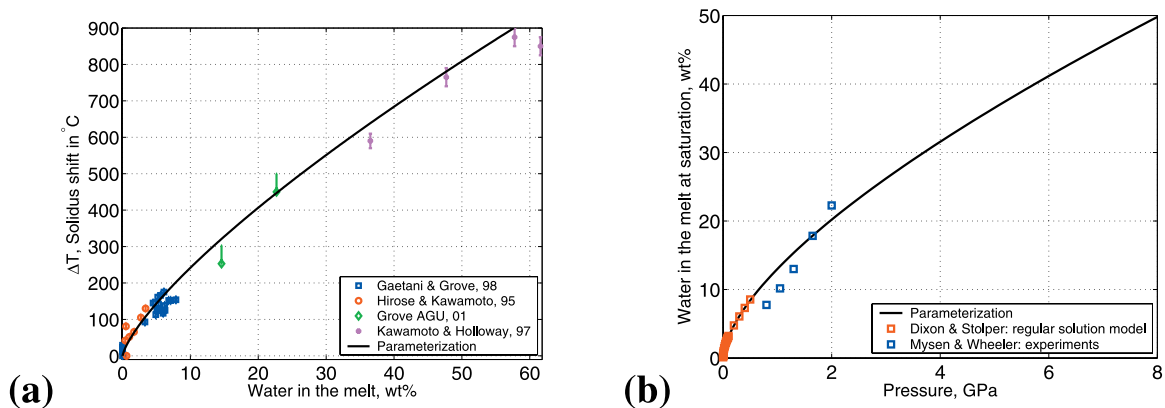 900
800
700
600
500
400
300
200
100
0
ΔT, Solidus shift in °C
0 10 20 30 40 50 60
Water in the melt, wt%
Gaetani & Grove, 98
Hirose & Kawamoto, 95
Grove AGU, 01
Kawamoto & Holloway, 97
Parameterization
(a)
50
40
30
20
10
0
Water in the melt at saturation, wt%
0 2 4 6 8
Pressure, GPa
Parameterization
Dixon & Stolper: regular solution model
Mysen & Wheeler: experiments
(b)